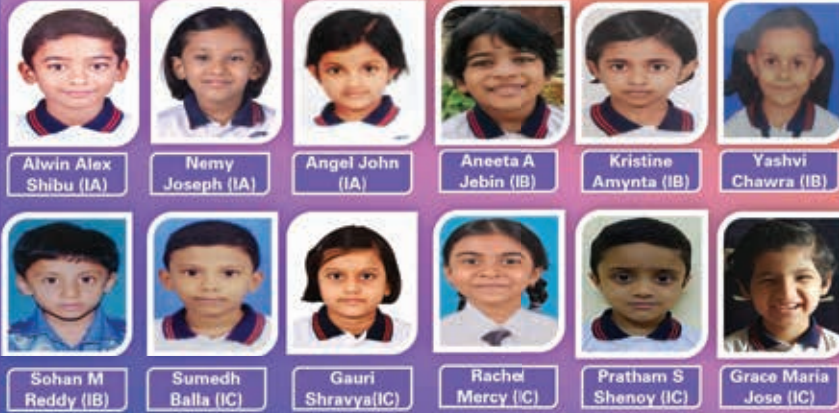 Alwin Alex
Shibu (IA)
Nemy
Joseph (IA)
Angel John
(IA)
Aneeta A
Jebin (IB)
Kristine
Amynta (IB)
Yashvi
Chawra (IB)
Sohan M
Reddy (IB)
Sumedh
Balla (IC)
Gauri
Shravya(IC)
Rachel
Mercy (IC)
Pratham S
Shenoy (IC)
Grace Maria
Jose (IC)